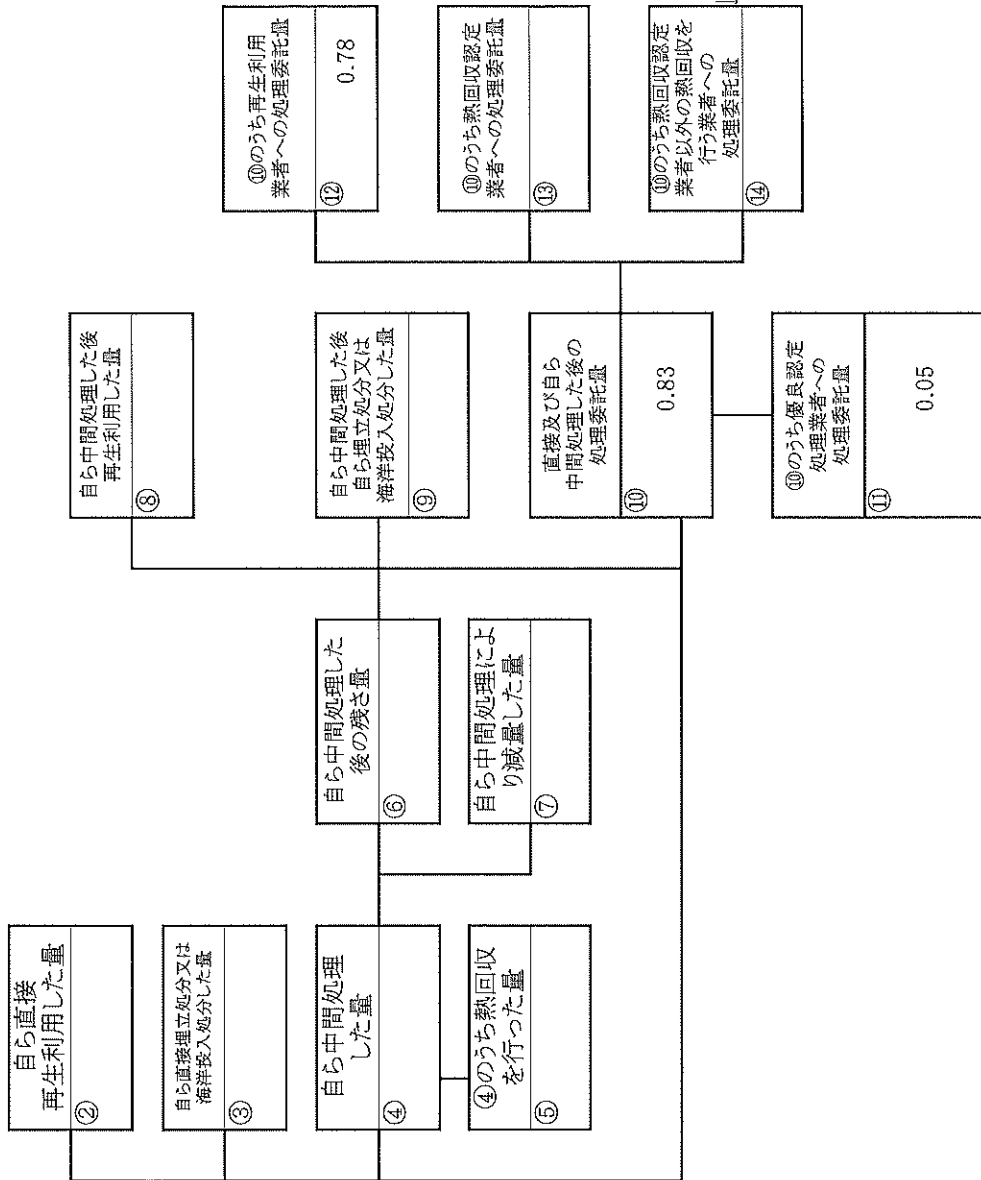 自ら直接
再生利用した量
②
自ら直接埋立処分又は
海洋投入処分した量
③
自ら中間処理
した量
④
④のうち熱回収
を行った量
⑤
自ら中間処理した
後の残さ量
⑥
自ら中間処理によ
り減量した量
⑦
自ら中間処理した後
再生利用した量
⑧
自ら中間処理した後
自ら埋立処分又は
海洋投入処分した量
⑨
直接及び自ら
中間処理した後の
処理委託量
⑩
0.83
⑩のうち優良認定
処理業者への
処理委託量
⑪
0.05
⑩のうち再生利用
業者への処理委託量
⑫
0.78
⑩のうち熱回収認定
業者への処理委託量
⑬
⑩のうち熱回収認定
業者以外の熱回収を
行う業者への
処理委託量
⑭